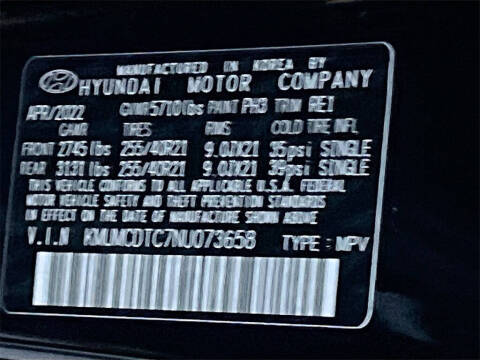 MANUFACTURED IN KOREA BY
HYUNDAI MOTOR COMPANY
APR/2022 GVWR 5710 lbs PAINT PH3 TRIM RE1
GAWR TIRES RIMS COLD TIRE INFL
FRONT 2745 lbs 255/40R21 9.0JX21 35psi SINGLE
REAR 3131 lbs 255/40R21 9.0JX21 39psi SINGLE
THIS VEHICLE CONFORMS TO ALL APPLICABLE U.S.A. FEDERAL
MOTOR VEHICLE SAFETY AND THEFT PREVENTION STANDARDS
IN EFFECT ON THE DATE OF MANUFACTURE SHOWN ABOVE
V.I.N KMUMCDTC7NU073658 TYPE: MPV